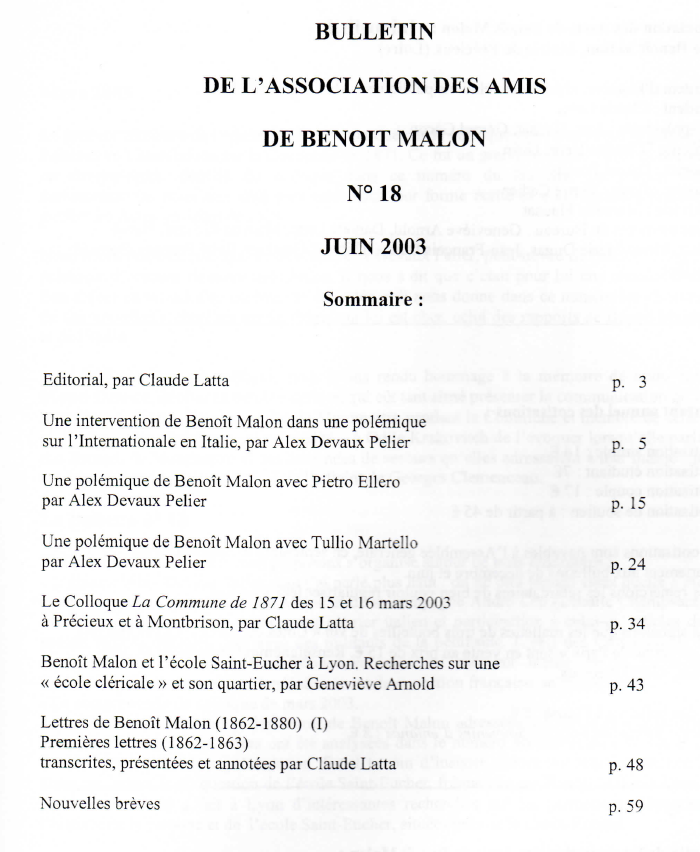 BULLETIN
DE L'ASSOCIATION DES AMIS
DE BENOIT MALON
N° 18
JUIN 2003
Sommaire :
Editorial, par Claude Latta p. 3
Une intervention de Benoît Malon dans une polémique
sur l'Internationale en Italie, par Alex Devaux Pelier p. 5
Une polémique de Benoît Malon avec Pietro Ellero
par Alex Devaux Pelier p. 15
Une polémique de Benoît Malon avec Tullio Martello
par Alex Devaux Pelier p. 24
Le Colloque La Commune de 1871 des 15 et 16 mars 2003
à Précieux et à Montbrison, par Claude Latta p. 34
Benoît Malon et l'école Saint-Eucher à Lyon. Recherches sur une
« école cléricale » et son quartier, par Geneviève Arnold p. 43
Lettres de Benoît Malon (1862-1880) (I)
Premières lettres (1862-1863)
transcrites, présentées et annotées par Claude Latta p. 48
Nouvelles brèves p. 59